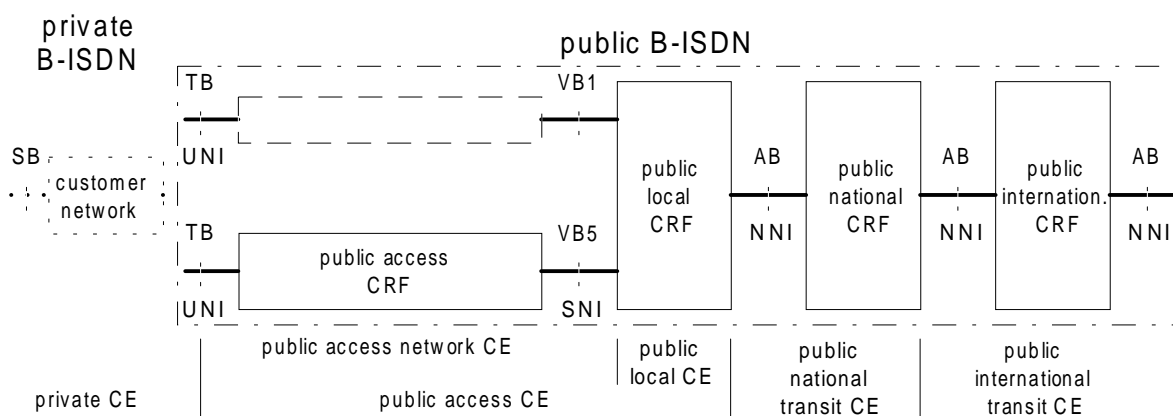 private
B-ISDN
public B-ISDN
TB
VB1
UNI
SB
customer
network
public
local
CRF
AB
NNI
public
national
CRF
AB
NNI
public
internation.
CRF
AB
NNI
TB
VB5
public access
CRF
UNI
SNI
public access network CE
public
local CE
public
national
transit CE
public
international
transit CE
private CE
public access CE